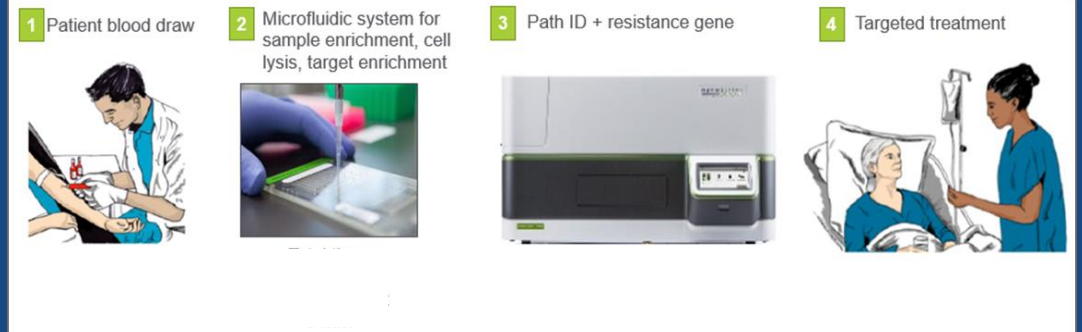 1 Patient blood draw
2 Microfluidic system for
sample enrichment, cell
lysis, target enrichment
3 Path ID + resistance gene
4 Targeted treatment